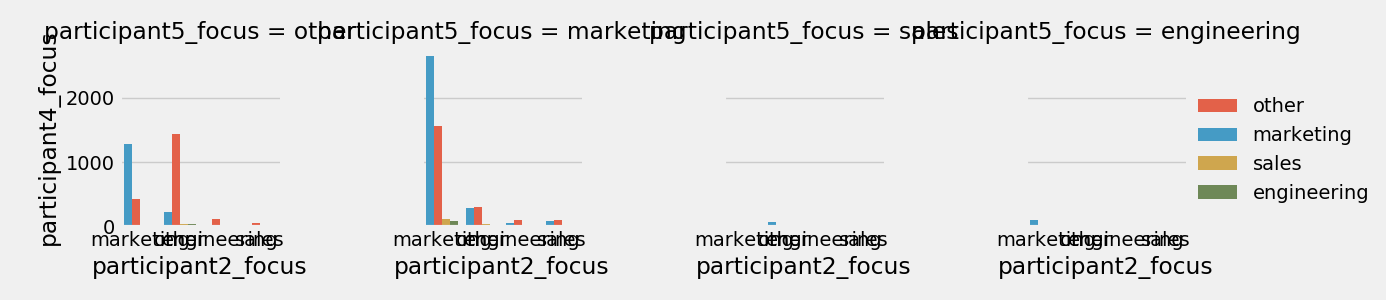 participant5_focus = other
participant5_focus = marketing
participant5_focus = sales
participant5_focus = engineering
participant4_focus
2000
1000
0
other
marketing
sales
engineering
marketing other engineering sales
marketing other engineering sales
marketing other engineering sales
marketing other engineering sales
participant2_focus
participant2_focus
participant2_focus
participant2_focus